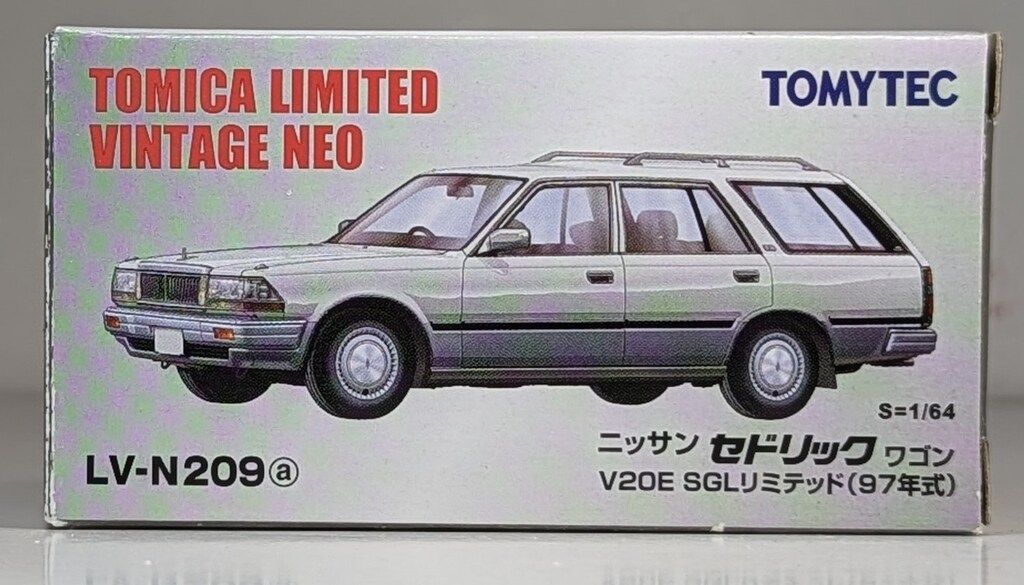 TOMICA LIMITED
VINTAGE NEO
TOMYTEC
S=1/64
LV-N209ⓐ
ニッサン セドリック ワゴン
V20E SGLリミテッド(97年式)